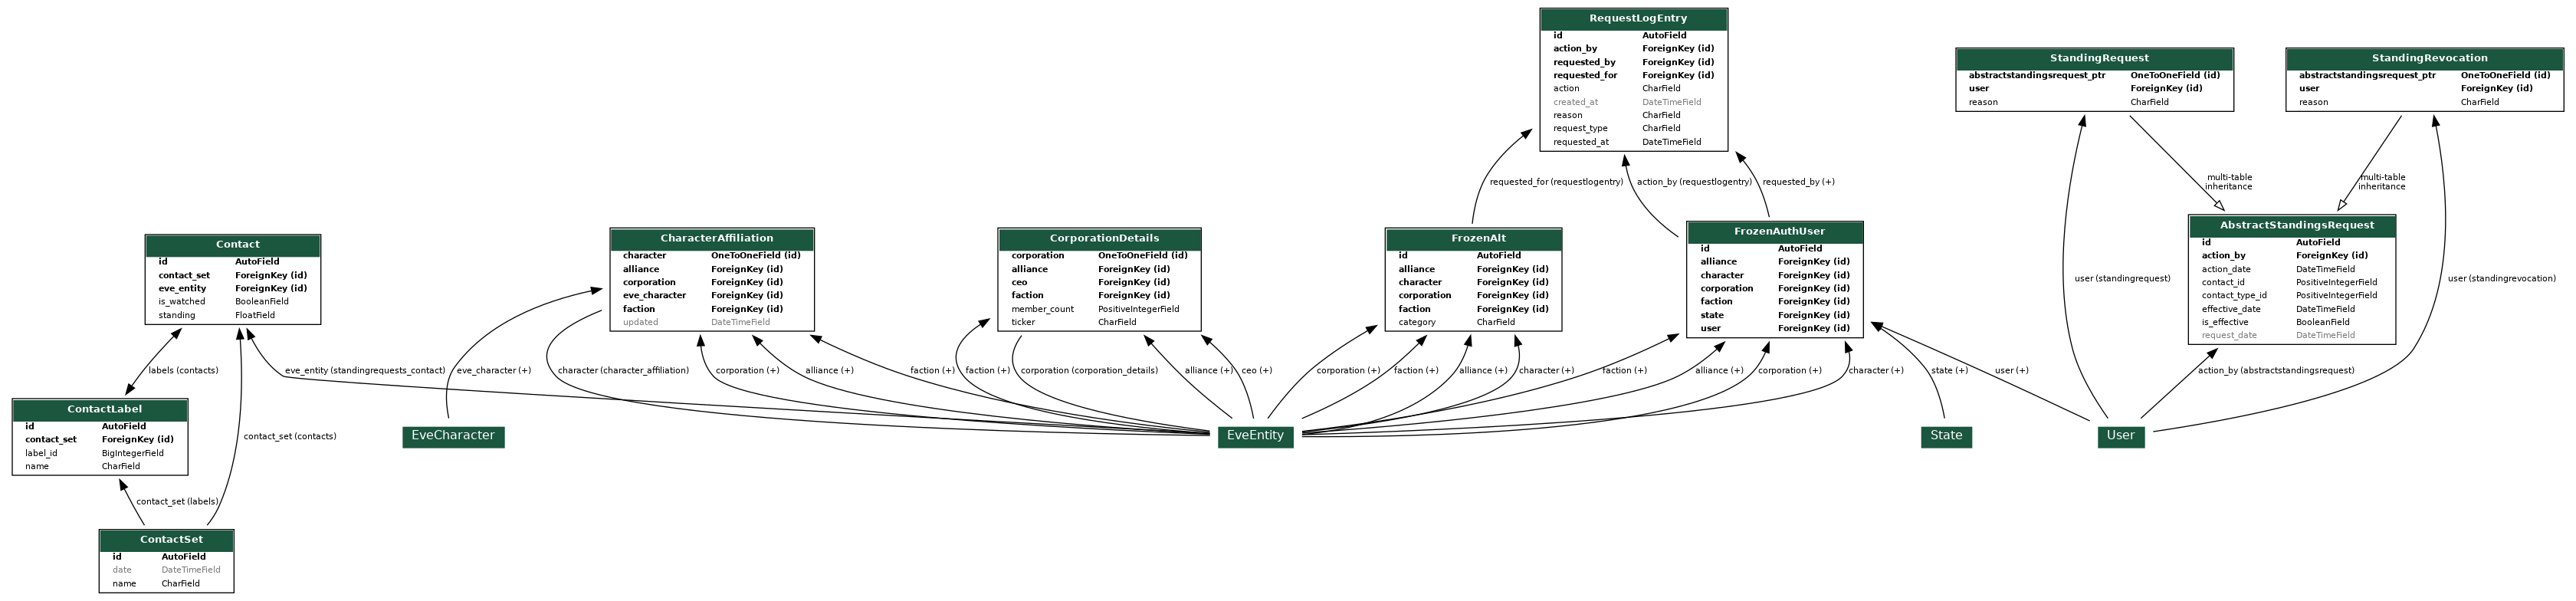 RequestLogEntry
id AutoField
action_by ForeignKey (id)
requested_by ForeignKey (id)
requested_for ForeignKey (id)
action CharField
created_at DateTimeField
reason CharField
request_type CharField
requested_at DateTimeField
StandingRequest
abstractstandingsrequest_ptr OneToOneField (id)
user ForeignKey (id)
reason CharField
StandingRevocation
abstractstandingsrequest_ptr OneToOneField (id)
user ForeignKey (id)
reason CharField
requested_for (requestlogentry)
action_by (requestlogentry)
requested_by (+)
multi-table
inheritance
multi-table
inheritance
Contact
id AutoField
contact_set ForeignKey (id)
eve_entity ForeignKey (id)
is_watched BooleanField
standing FloatField
CharacterAffiliation
character OneToOneField (id)
alliance ForeignKey (id)
corporation ForeignKey (id)
eve_character ForeignKey (id)
faction ForeignKey (id)
updated DateTimeField
CorporationDetails
corporation OneToOneField (id)
alliance ForeignKey (id)
ceo ForeignKey (id)
faction ForeignKey (id)
member_count PositiveIntegerField
ticker CharField
FrozenAlt
id AutoField
alliance ForeignKey (id)
character ForeignKey (id)
corporation ForeignKey (id)
faction ForeignKey (id)
category CharField
FrozenAuthUser
id AutoField
alliance ForeignKey (id)
character ForeignKey (id)
corporation ForeignKey (id)
faction ForeignKey (id)
state ForeignKey (id)
user ForeignKey (id)
AbstractStandingsRequest
id AutoField
action_by ForeignKey (id)
action_date DateTimeField
contact_id PositiveIntegerField
contact_type_id PositiveIntegerField
effective_date DateTimeField
is_effective BooleanField
request_date DateTimeField
user (standingrequest)
user (standingrevocation)
labels (contacts)
eve_entity (standingrequests_contact)
eve_character (+)
character (character_affiliation)
corporation (+)
alliance (+)
faction (+)
faction (+)
corporation (corporation_details)
alliance (+)
ceo (+)
corporation (+)
faction (+)
alliance (+)
character (+)
faction (+)
alliance (+)
corporation (+)
character (+)
state (+)
user (+)
action_by (abstractstandingsrequest)
ContactLabel
id AutoField
contact_set ForeignKey (id)
label_id BigIntegerField
name CharField
contact_set (contacts)
EveCharacter
EveEntity
State
User
contact_set (labels)
ContactSet
id AutoField
date DateTimeField
name CharField